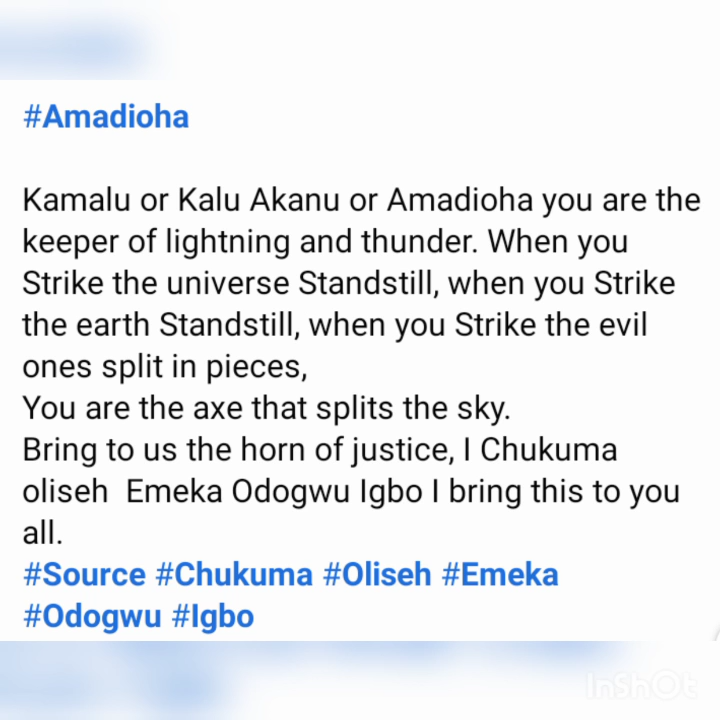 #Amadioha
Kamalu or Kalu Akanu or Amadioha you are the
keeper of lightning and thunder. When you
Strike the universe Standstill, when you Strike
the earth Standstill, when you Strike the evil
ones split in pieces,
You are the axe that splits the sky.
Bring to us the horn of justice, I Chukuma
oliseh  Emeka Odogwu Igbo I bring this to you
all.
#Source #Chukuma #Oliseh #Emeka
#Odogwu #Igbo
InShOt